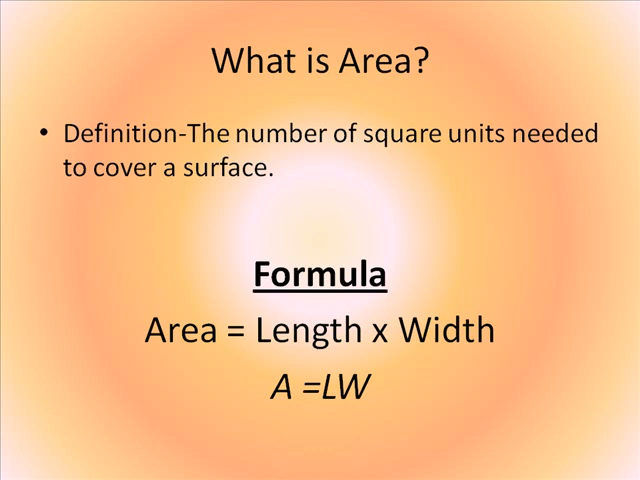 What is Area?
• Definition-The number of square units needed
to cover a surface.
Formula
Area = Length x Width
A =LW